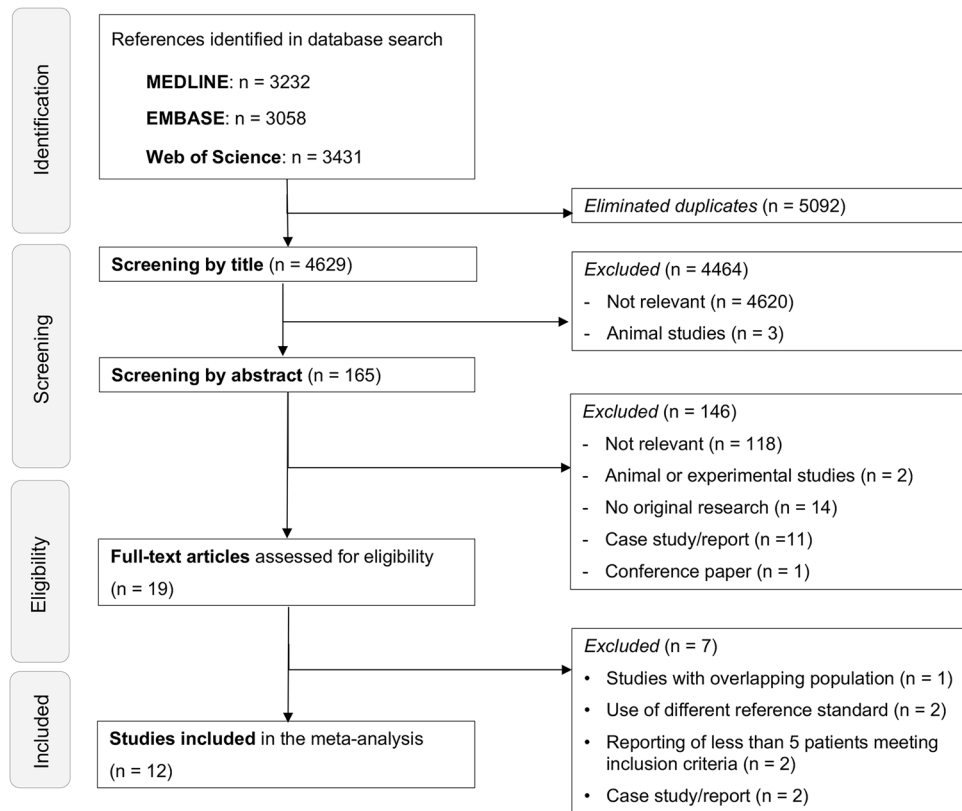 Identification
References identified in database search
MEDLINE: n = 3232
EMBASE: n = 3058
Web of Science: n = 3431
Eliminated duplicates (n = 5092)
Screening
Screening by title (n = 4629)
Excluded (n = 4464)
- Not relevant (n = 4620)
- Animal studies (n = 3)
Screening by abstract (n = 165)
Excluded (n = 146)
- Not relevant (n = 118)
- Animal or experimental studies (n = 2)
- No original research (n = 14)
- Case study/report (n =11)
- Conference paper (n = 1)
Eligibility
Full-text articles assessed for eligibility
(n = 19)
Excluded (n = 7)
• Studies with overlapping population (n = 1)
• Use of different reference standard (n = 2)
• Reporting of less than 5 patients meeting
inclusion criteria (n = 2)
• Case study/report (n = 2)
Included
Studies included in the meta-analysis
(n = 12)